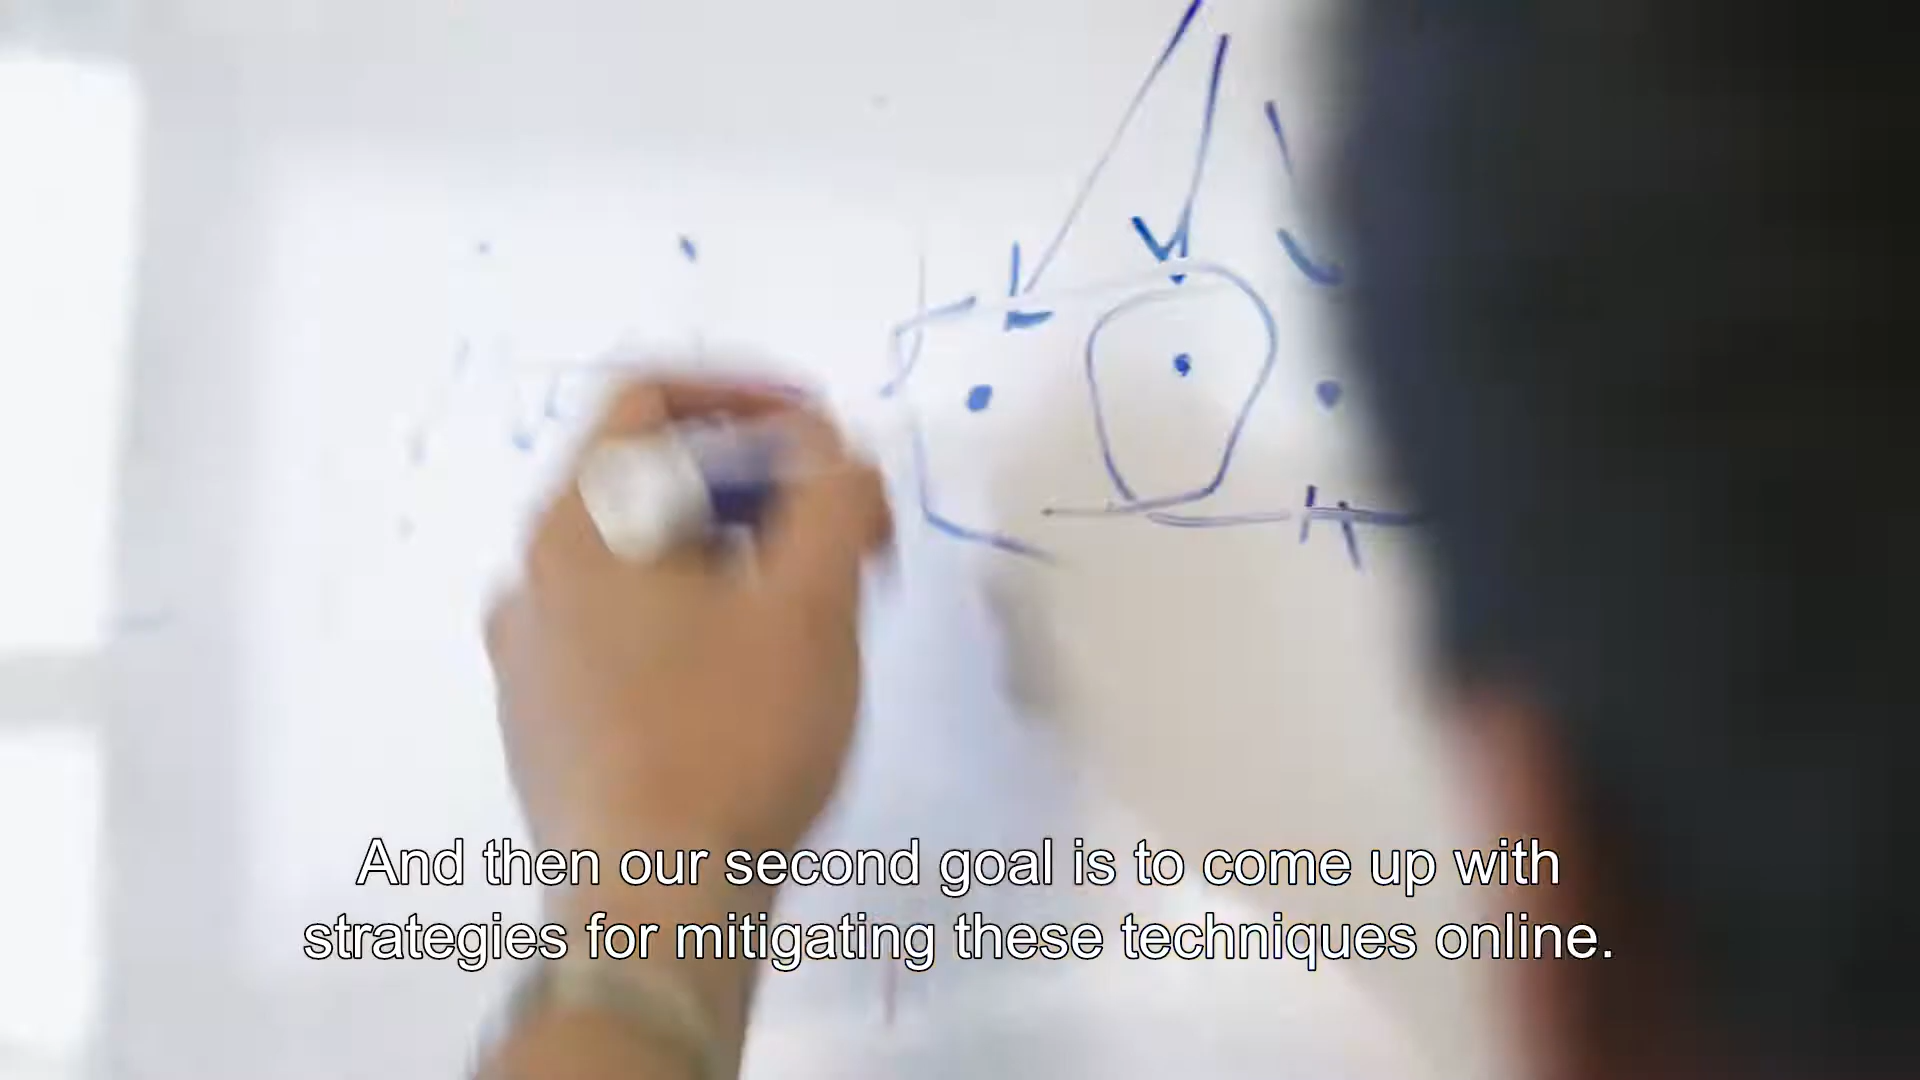 And then our second goal is to come up with
strategies for mitigating these techniques online.